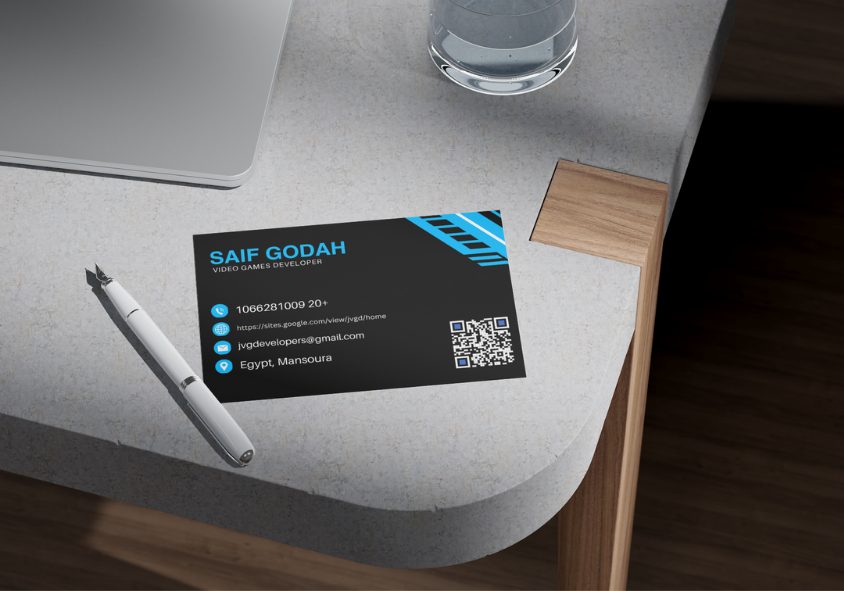 SAIF GODAH
VIDEO GAMES DEVELOPER
1066281009 20+
https://sites.google.com/view/jvgd/home
jvgdevelopers@gmail.com
Egypt, Mansoura